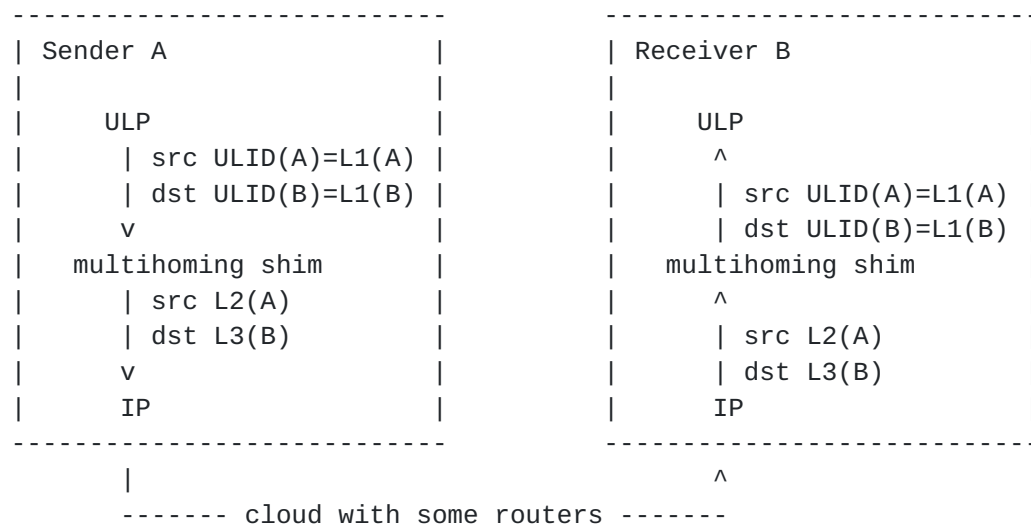 ----------------------------          ----------------------------
| Sender A                 |          | Receiver B
|                          |          |
|     ULP                  |          |     ULP
|      | src ULID(A)=L1(A) |          |      ^
|      | dst ULID(B)=L1(B) |          |      | src ULID(A)=L1(A)
|      v                   |          |      | dst ULID(B)=L1(B)
|   multihoming shim       |          |   multihoming shim
|      | src L2(A)         |          |      ^
|      | dst L3(B)         |          |      | src L2(A)
|      v                   |          |      | dst L3(B)
|      IP                  |          |      IP
----------------------------          ----------------------------
       |                                     ^
       ------- cloud with some routers -------